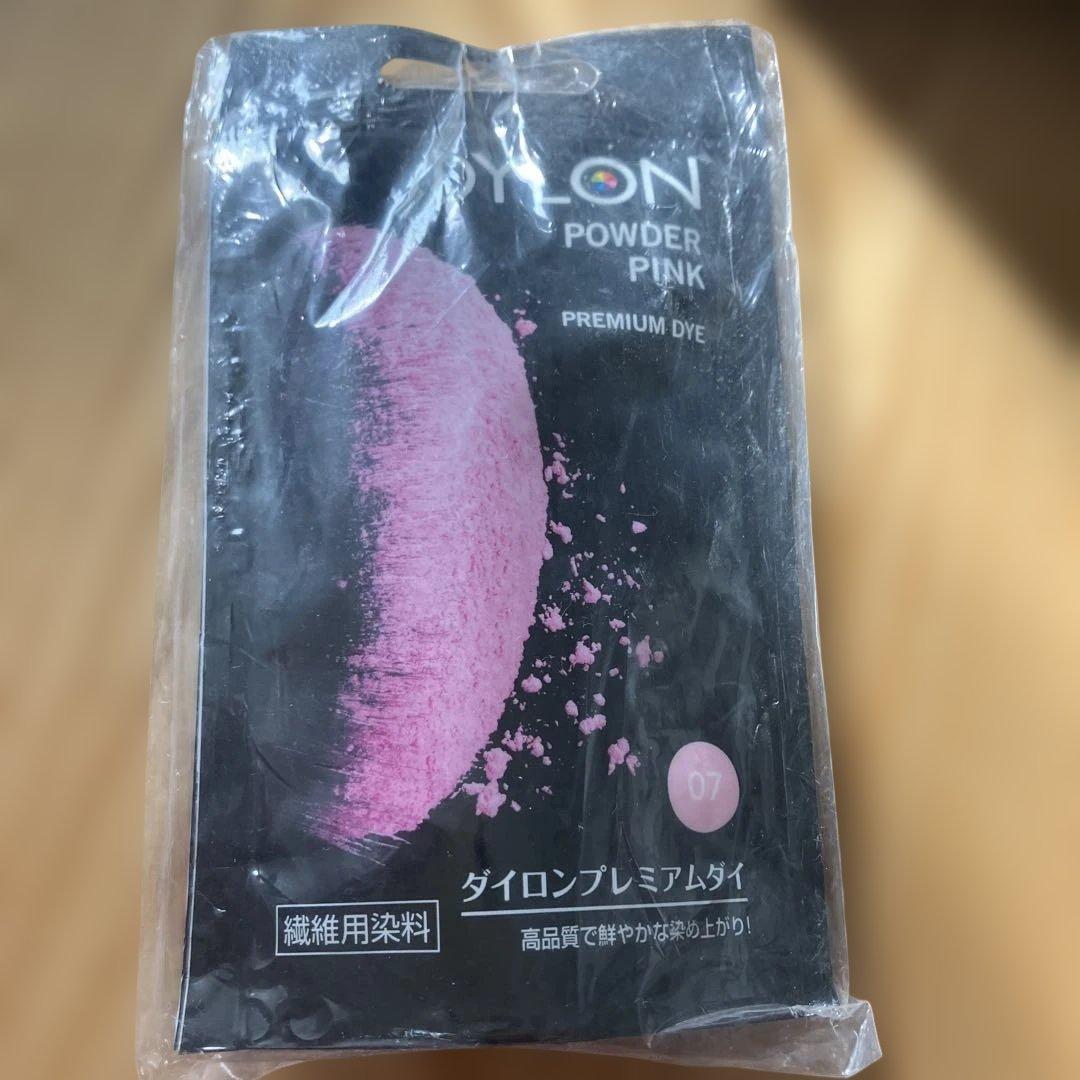 DYLON
POWDER
PINK
PREMIUM DYE
07
ダイロンプレミアムダイ
繊維用染料
高品質で鮮やかな染め上がり!